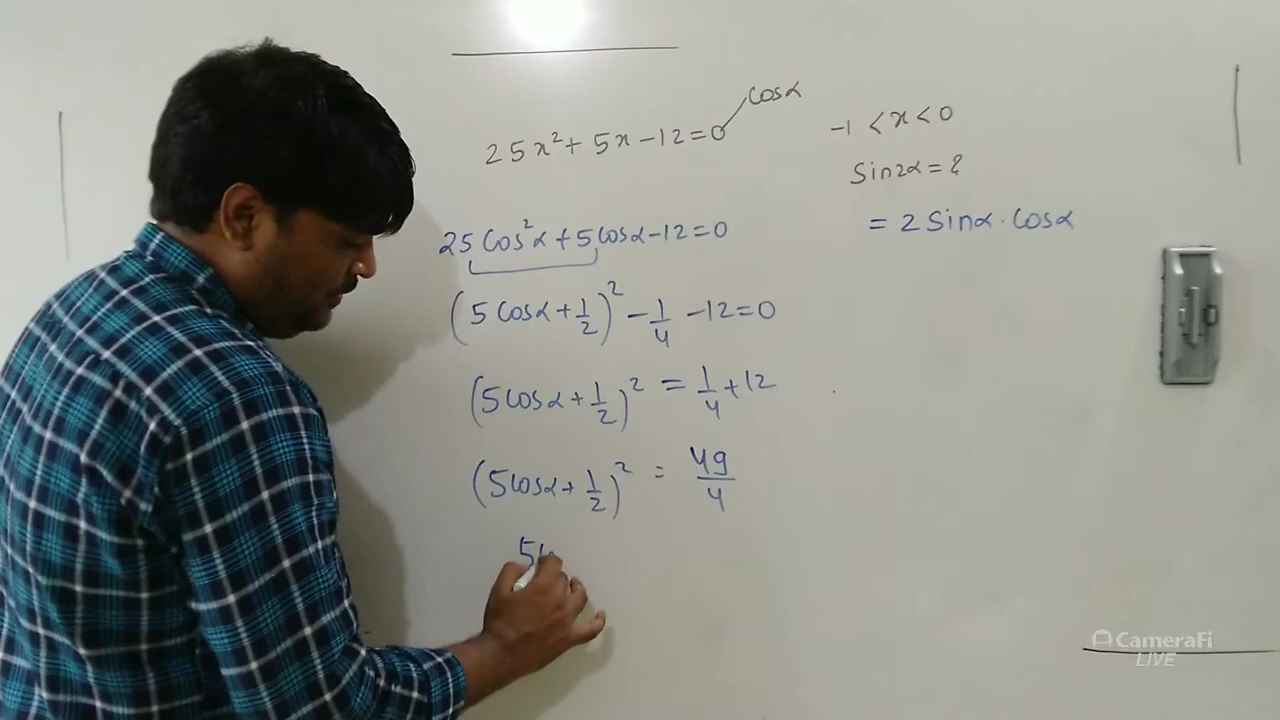 cosα
25x² + 5x - 12 = 0
-1 < x < 0
Sin2α = ?
= 2 Sinα · Cosα
25 Cos²α + 5 cosα - 12 = 0
(5 Cosα + 1/2)² - 1/4 - 12 = 0
(5 Cosα + 1/2)² = 1/4 + 12
(5 Cosα + 1/2)² = 49/4
5
CameraFi
LIVE